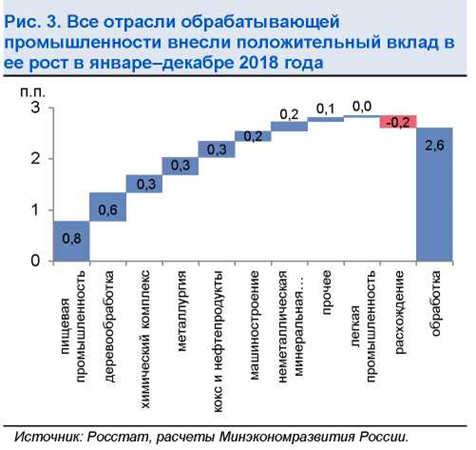 Рис. 3. Все отрасли обрабатывающей
промышленности внесли положительный вклад в
ее рост в январе–декабре 2018 года
п.п.
3
2
1
0
0,8
0,6
0,3
0,3
0,3
0,2
0,2
0,1
0,0
-0,2
2,6
пищевая
промышленность
деревообработка
химический комплекс
металлургия
кокс и нефтепродукты
машиностроение
неметаллическая
минеральная...
прочее
легкая
промышленность
расхождение
обработка
Источник: Росстат, расчеты Минэкономразвития России.